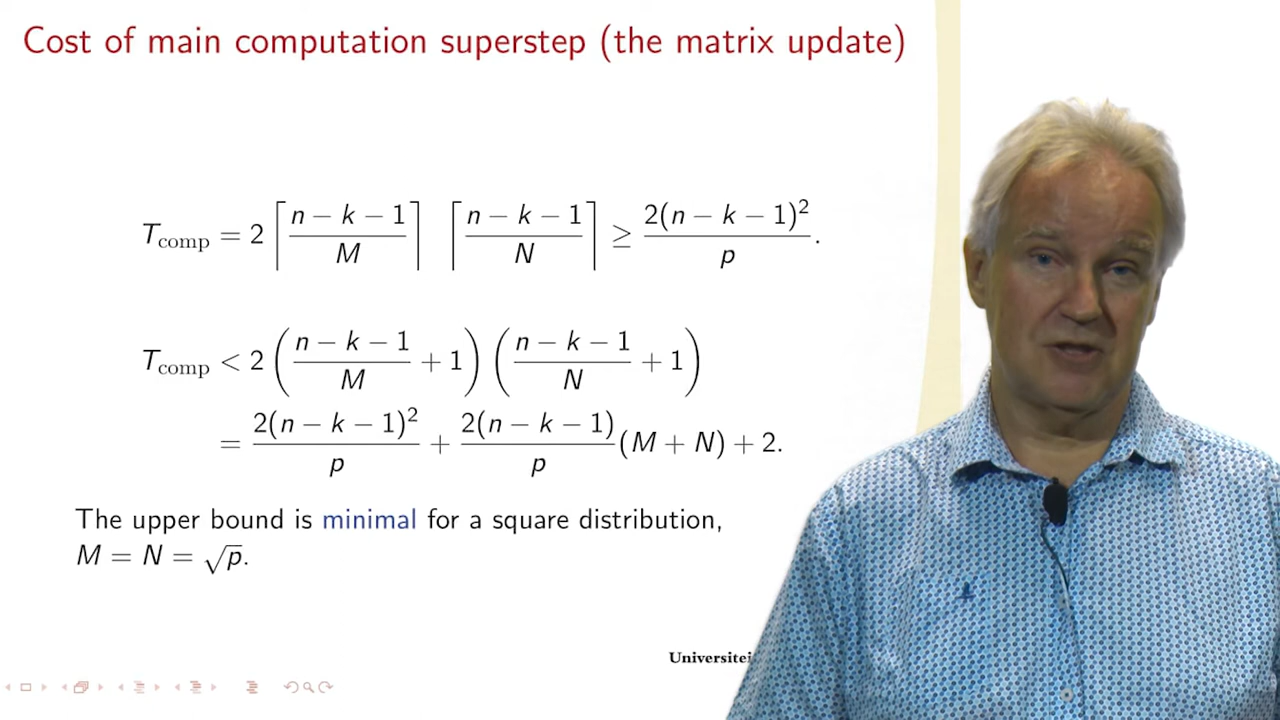 Cost of main computation superstep (the matrix update)
T_comp = 2 ⌈(n − k − 1)/M⌉ ⌈(n − k − 1)/N⌉ ≥ 2(n − k − 1)²/p.
T_comp < 2 ((n − k − 1)/M + 1) ((n − k − 1)/N + 1)
= 2(n − k − 1)²/p + 2(n − k − 1)/p (M + N) + 2.
The upper bound is minimal for a square distribution,
M = N = √p.